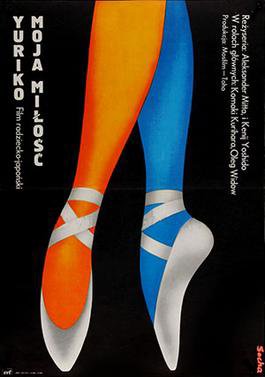 YURIKO
MOJA MIŁOŚĆ
Film radziecko-japoński
Reżyseria: Aleksander Mitta, i Kenji Yoshida
W rolach głównych: Komaki Kurihara, Oleg Widow
Produkcja: Mosfilm-Toho
Socha